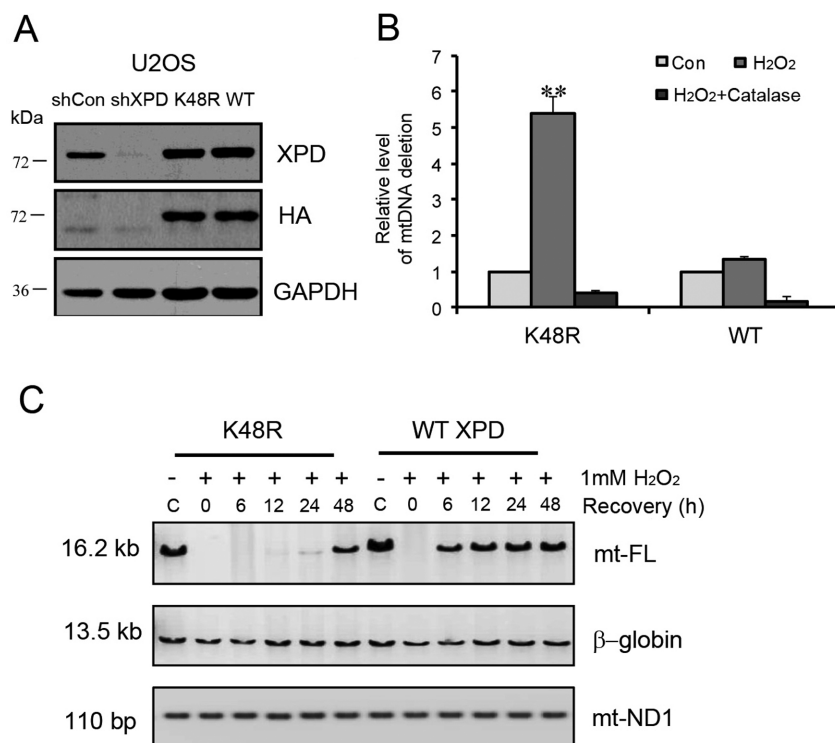 A
U2OS
shCon shXPD K48R WT
kDa
72 XPD
72 HA
36 GAPDH
B
Relative level
of mtDNA deletion
7
6
5
4
3
2
1
0
Con H2O2
H2O2+Catalase
**
K48R WT
C
K48R WT XPD
- + + + + + - + + + + + 1mM H2O2
C 0 6 12 24 48 C 0 6 12 24 48 Recovery (h)
16.2 kb mt-FL
13.5 kb β-globin
110 bp mt-ND1